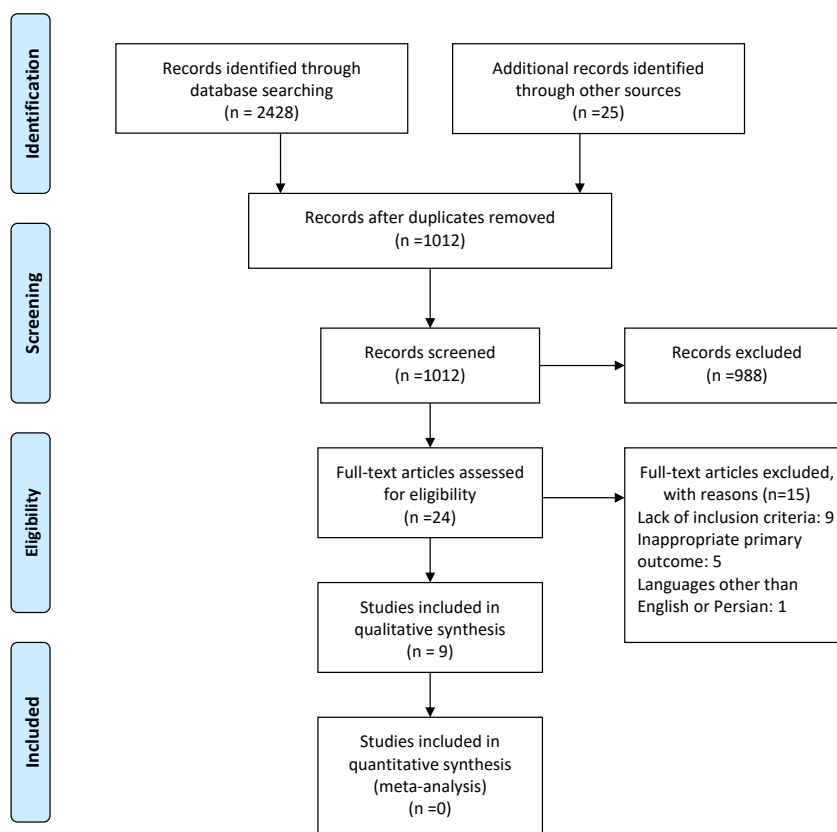 Identification
Records identified through
database searching
(n = 2428)
Additional records identified
through other sources
(n =25)
Records after duplicates removed
(n =1012)
Screening
Records screened
(n =1012)
Records excluded
(n =988)
Eligibility
Full-text articles assessed
for eligibility
(n =24)
Full-text articles excluded,
with reasons (n=15)
Lack of inclusion criteria: 9
Inappropriate primary
outcome: 5
Languages other than
English or Persian: 1
Studies included in
qualitative synthesis
(n = 9)
Included
Studies included in
quantitative synthesis
(meta-analysis)
(n =0)